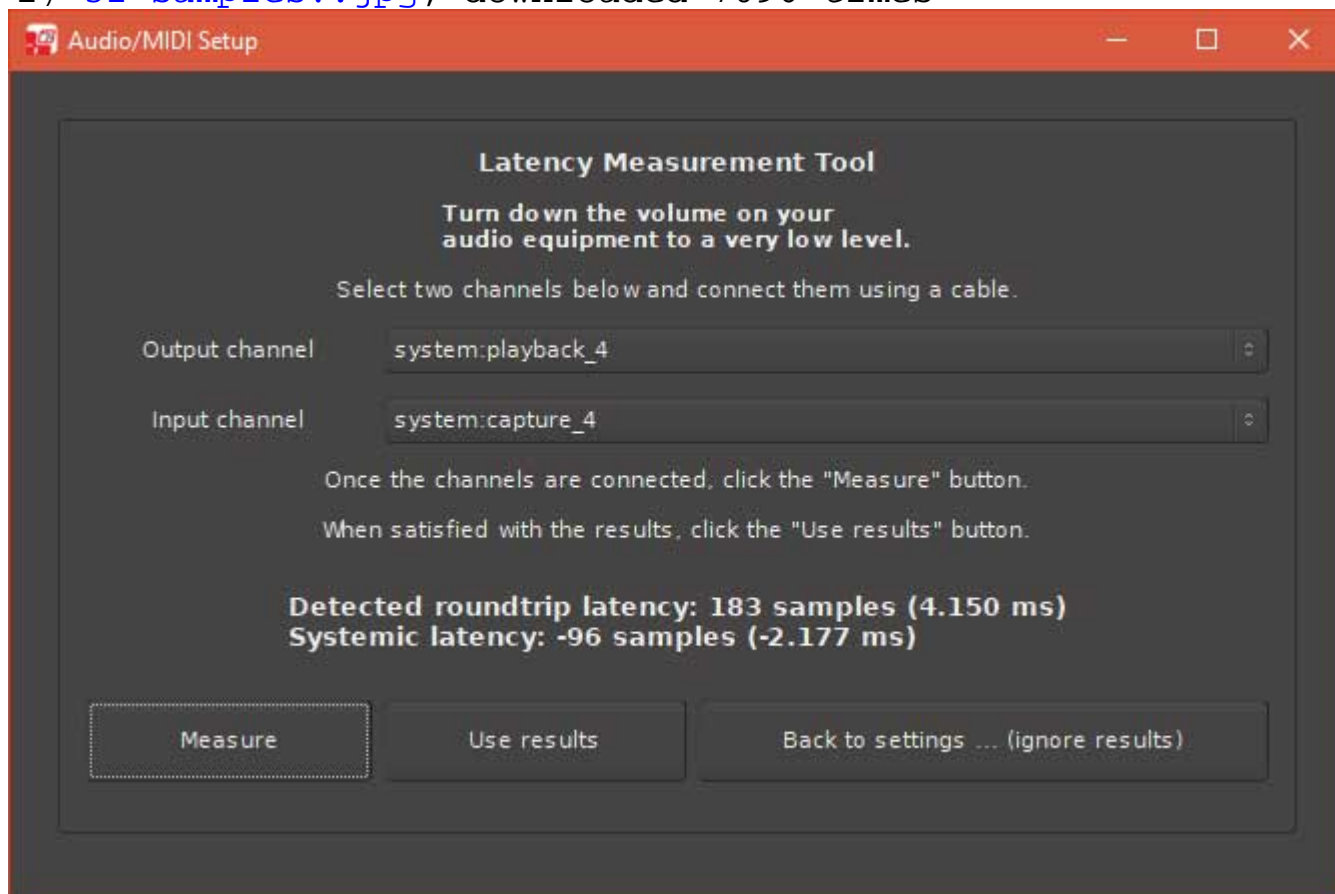 Audio/MIDI Setup
Latency Measurement Tool
Turn down the volume on your
audio equipment to a very low level.
Select two channels below and connect them using a cable.
Output channel system:playback_4
Input channel system:capture_4
Once the channels are connected, click the "Measure" button.
When satisfied with the results, click the "Use results" button.
Detected roundtrip latency: 183 samples (4.150 ms)
Systemic latency: -96 samples (-2.177 ms)
Measure Use results Back to settings ... (ignore results)